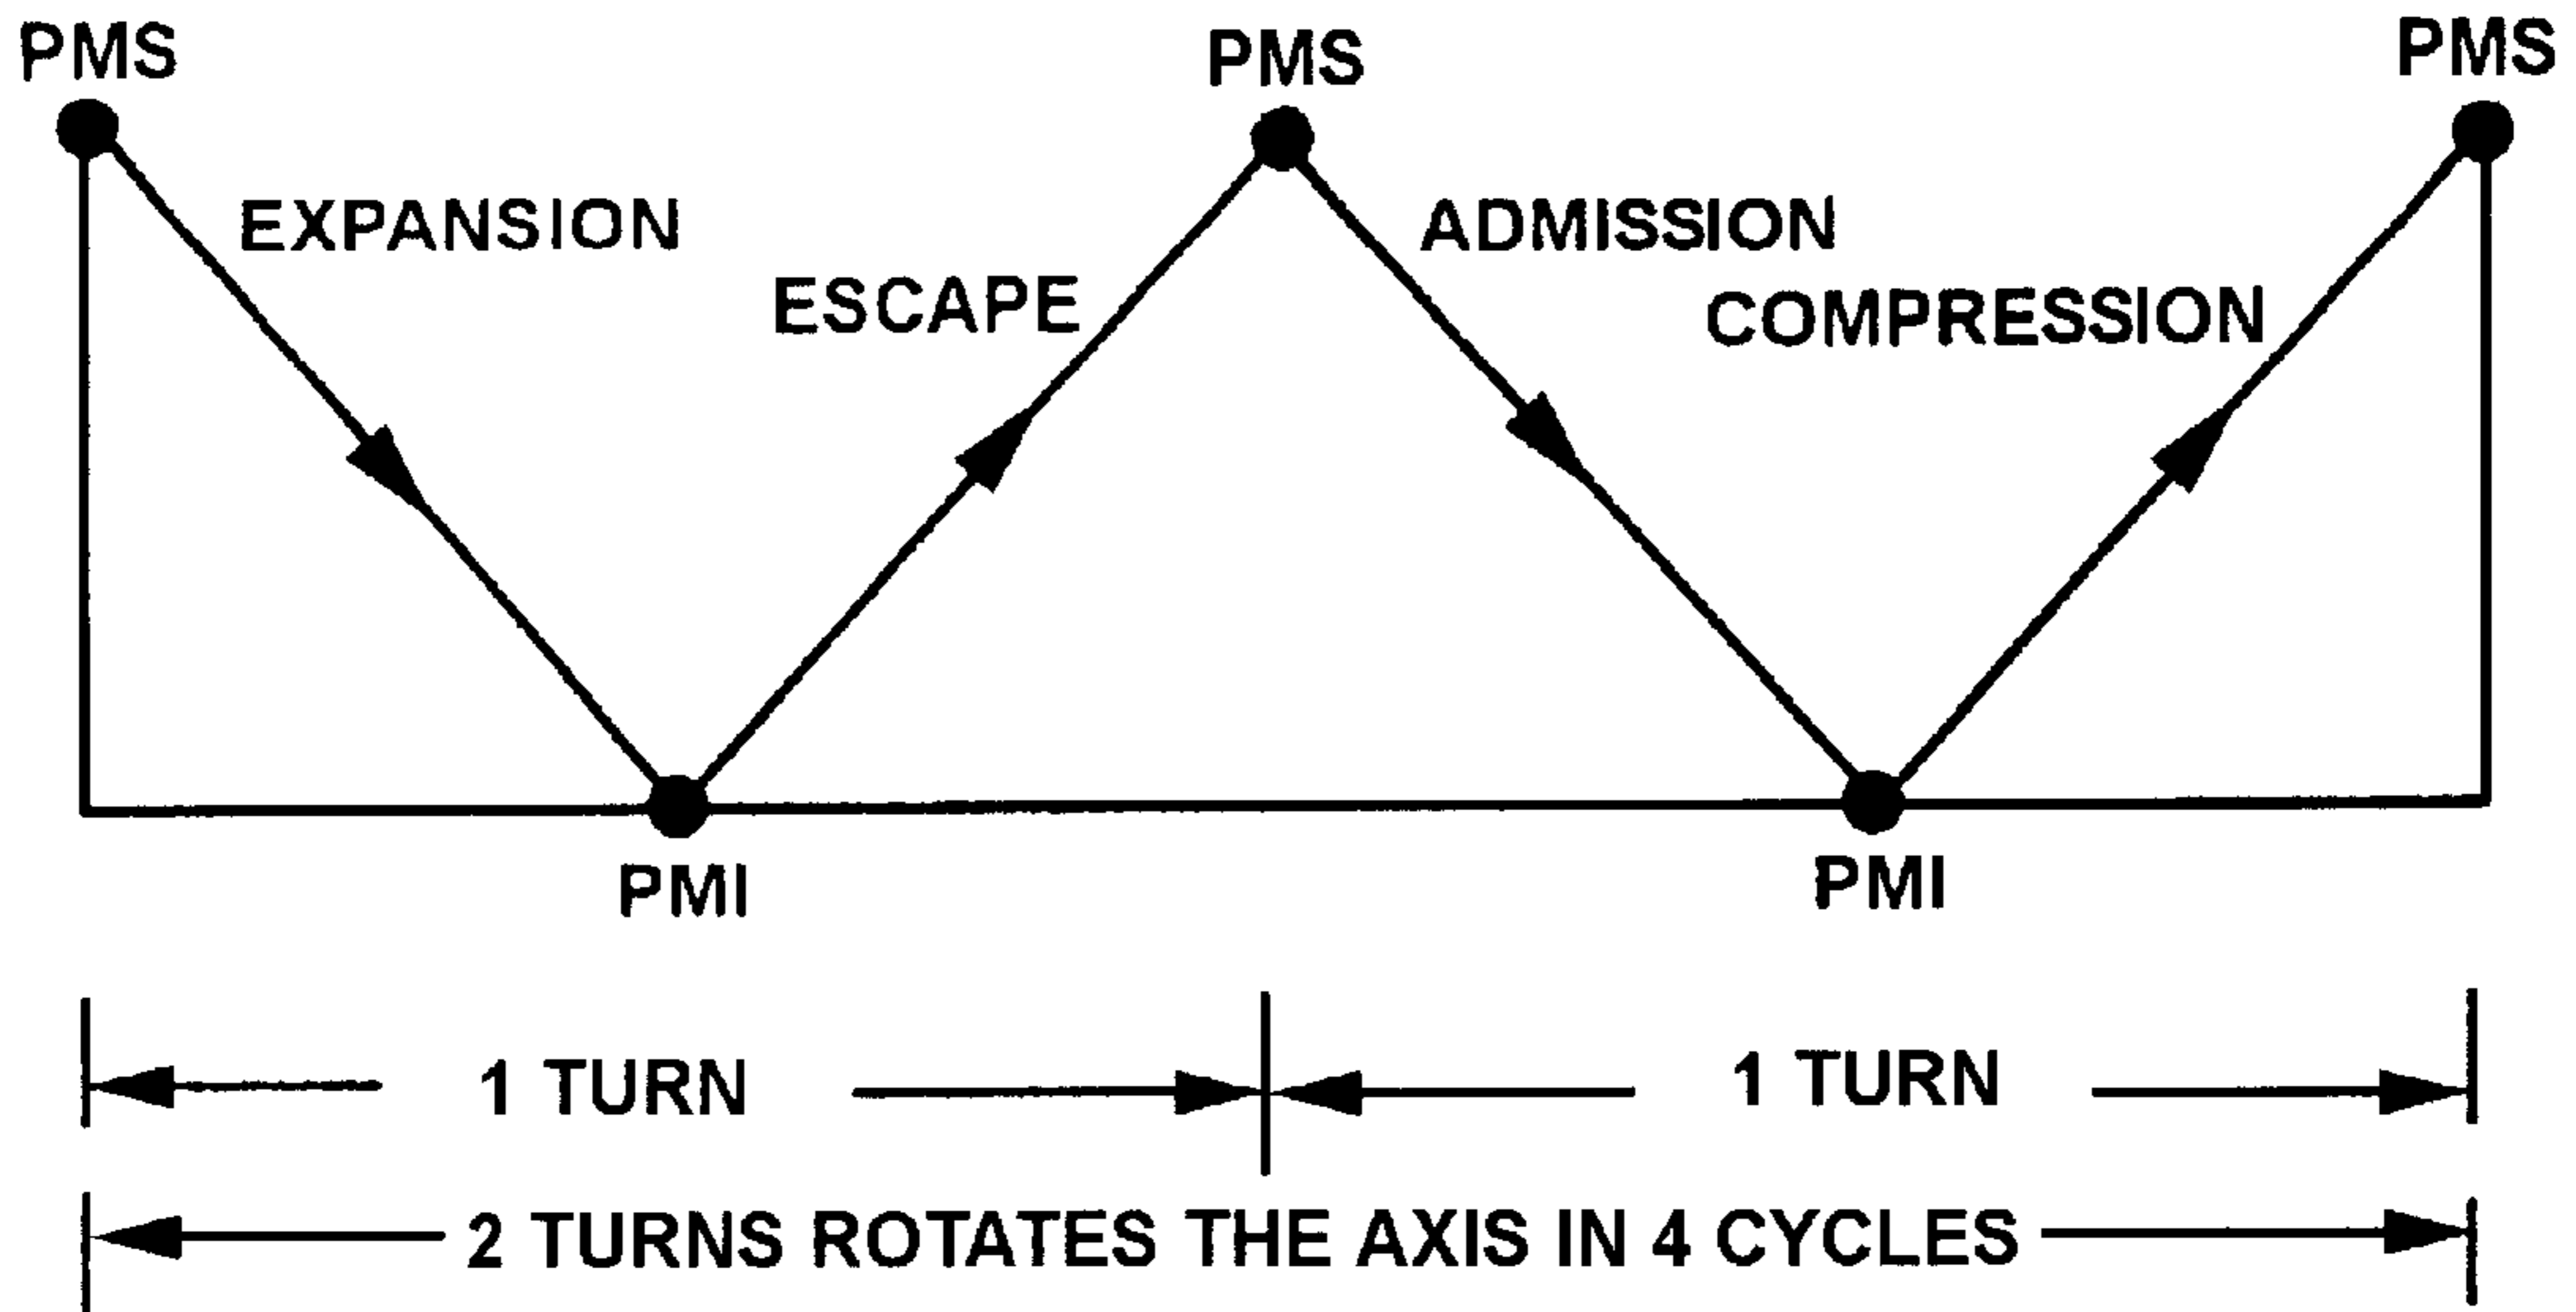 PMS
PMS
PMS
EXPANSION
ESCAPE
ADMISSION
COMPRESSION
PMI
PMI
1 TURN
1 TURN
2 TURNS ROTATES THE AXIS IN 4 CYCLES